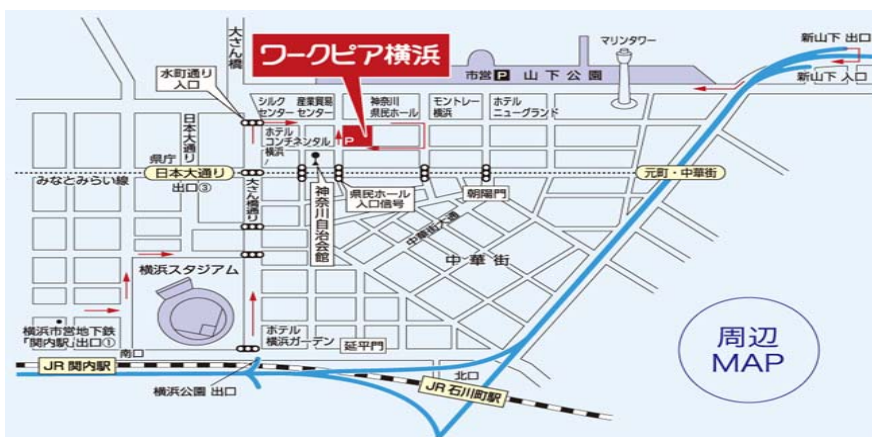 大さん橋
ワークピア横浜
マリンタワー
新山下 出口
新山下 入口
水町通り
入口
市営 P 山下公園
シルク
センター
産業貿易
センター
神奈川
県民ホール
モントレー
横浜
ホテル
ニューグランド
日本大通り
ホテル
コンチネンタル
横浜
P
県庁
みなとみらい線
日本大通り
出口③
元町・中華街
大さん橋通り
神奈川自治会館
県民ホール
入口信号
朝陽門
中華街大通
中華街
横浜スタジアム
横浜市営地下鉄
「関内駅」出口①
南口
ホテル
横浜ガーデン
延平門
JR 関内駅
横浜公園 出口
北口
JR 石川町駅
周辺
MAP